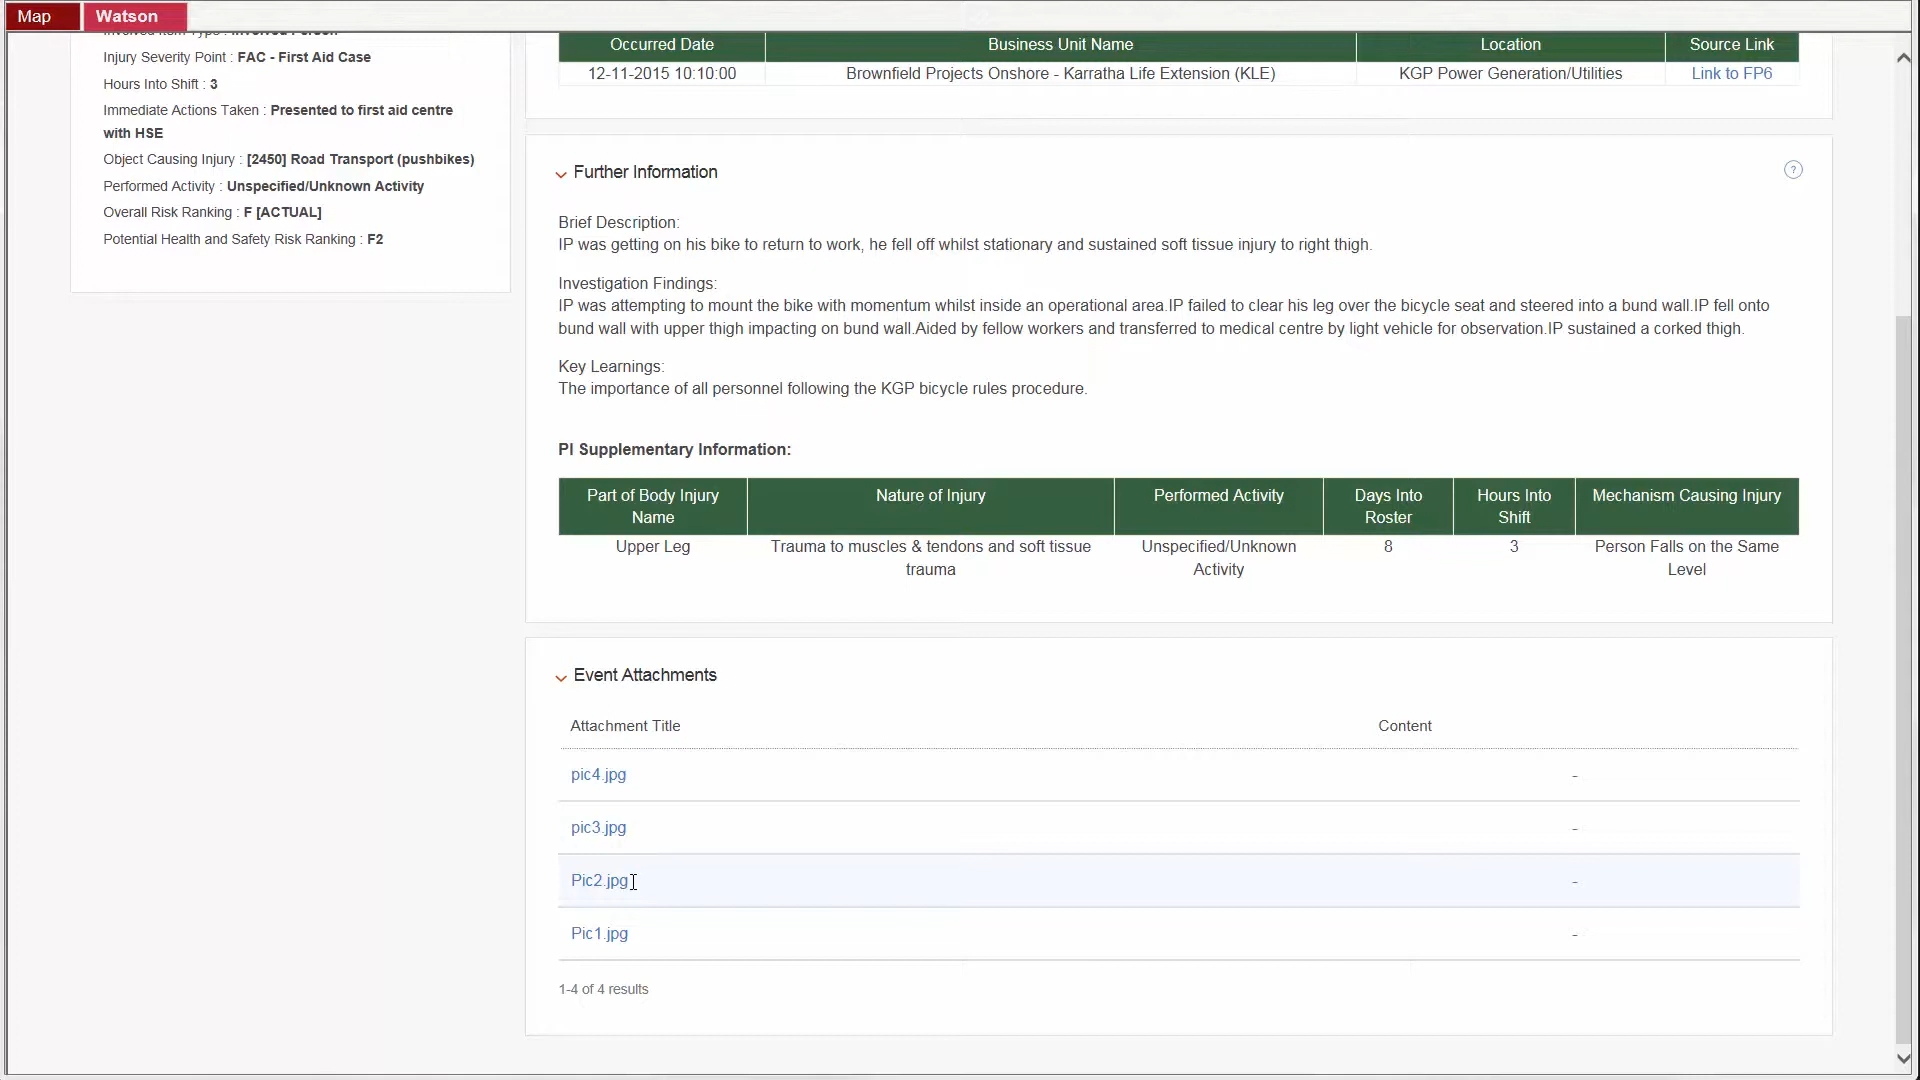 Map
Watson
Involved Item Type : Involved Person
Injury Severity Point : FAC - First Aid Case
Hours Into Shift : 3
Immediate Actions Taken : Presented to first aid centre
with HSE
Object Causing Injury : [2450] Road Transport (pushbikes)
Performed Activity : Unspecified/Unknown Activity
Overall Risk Ranking : F [ACTUAL]
Potential Health and Safety Risk Ranking : F2
Occurred Date Business Unit Name Location Source Link
12-11-2015 10:10:00 Brownfield Projects Onshore - Karratha Life Extension (KLE) KGP Power Generation/Utilities Link to FP6
Further Information
?
Brief Description:
IP was getting on his bike to return to work, he fell off whilst stationary and sustained soft tissue injury to right thigh.
Investigation Findings:
IP was attempting to mount the bike with momentum whilst inside an operational area.IP failed to clear his leg over the bicycle seat and steered into a bund wall.IP fell onto
bund wall with upper thigh impacting on bund wall.Aided by fellow workers and transferred to medical centre by light vehicle for observation.IP sustained a corked thigh.
Key Learnings:
The importance of all personnel following the KGP bicycle rules procedure.
PI Supplementary Information:
Part of Body Injury Nature of Injury Performed Activity Days Into Hours Into Mechanism Causing Injury
Name Roster Shift
Upper Leg Trauma to muscles & tendons and soft tissue Unspecified/Unknown 8 3 Person Falls on the Same
trauma Activity Level
Event Attachments
Attachment Title Content
pic4.jpg -
pic3.jpg -
Pic2.jpg -
Pic1.jpg -
1-4 of 4 results